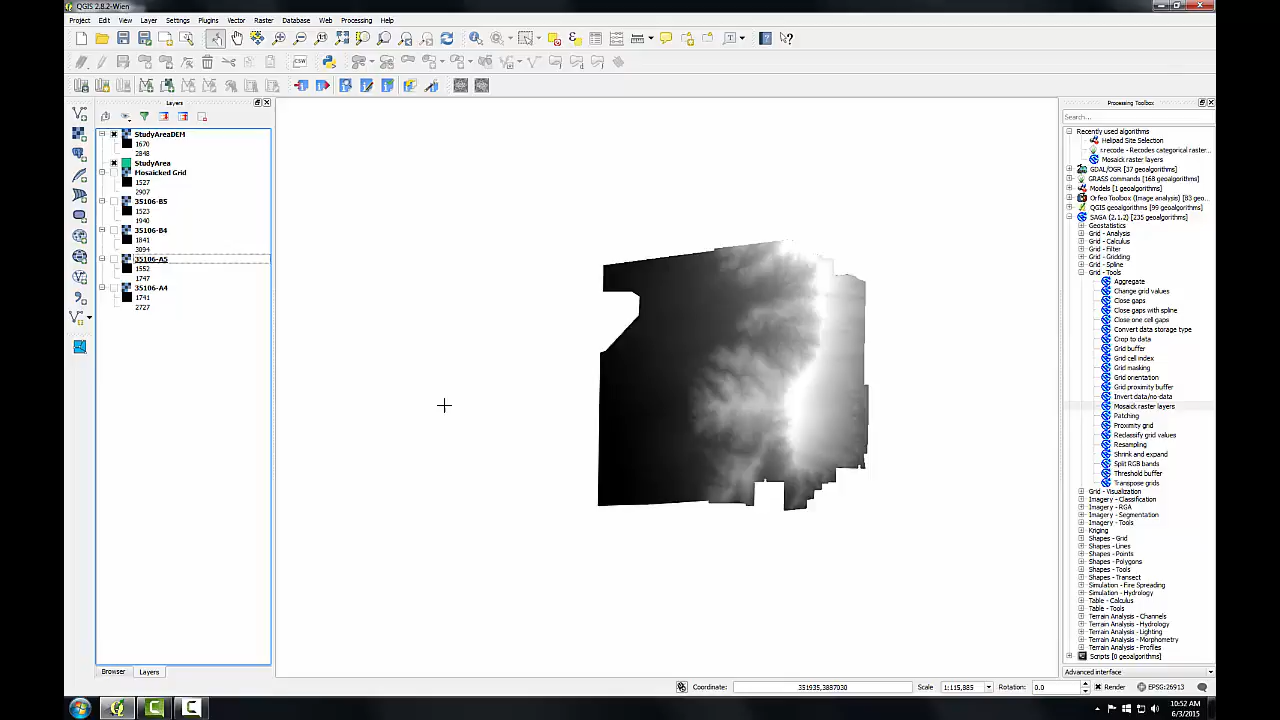 QGIS 2.8.2-Wien
Project Edit View Layer Settings Plugins Vector Raster Database Web Processing Help
CSW
Layers
StudyAreaDEM
1670
2848
StudyArea
Mosaicked Grid
1527
2907
35106-B5
1523
1940
35106-B4
1841
3094
35106-A5
1552
1747
35106-A4
1741
2727
Browser Layers
Processing Toolbox
Search...
Recently used algorithms
Helipad Site Selection
r.recode - Recodes categorical raster...
Mosaick raster layers
GDAL/OGR [37 geoalgorithms]
GRASS commands [168 geoalgorithms]
Models [1 geoalgorithms]
Orfeo Toolbox (Image analysis) [83 geo...
QGIS geoalgorithms [99 geoalgorithms]
SAGA (2.1.2) [235 geoalgorithms]
Geostatistics
Grid - Analysis
Grid - Calculus
Grid - Filter
Grid - Gridding
Grid - Spline
Grid - Tools
Aggregate
Change grid values
Close gaps
Close gaps with spline
Close one cell gaps
Convert data storage type
Crop to data
Grid buffer
Grid cell index
Grid masking
Grid orientation
Grid proximity buffer
Invert data/no-data
Mosaick raster layers
Patching
Proximity grid
Reclassify grid values
Resampling
Shrink and expand
Split RGB bands
Threshold buffer
Transpose grids
Grid - Visualization
Imagery - Classification
Imagery - RGA
Imagery - Segmentation
Imagery - Tools
Kriging
Shapes - Grid
Shapes - Lines
Shapes - Points
Shapes - Polygons
Shapes - Tools
Shapes - Transect
Simulation - Fire Spreading
Simulation - Hydrology
Table - Calculus
Table - Tools
Terrain Analysis - Channels
Terrain Analysis - Hydrology
Terrain Analysis - Lighting
Terrain Analysis - Morphometry
Terrain Analysis - Profiles
Scripts [0 geoalgorithms]
Advanced interface
Coordinate: 351935,3887030 Scale 1:115,885 Rotation: 0.0 Render EPSG:26913
10:52 AM
6/3/2015